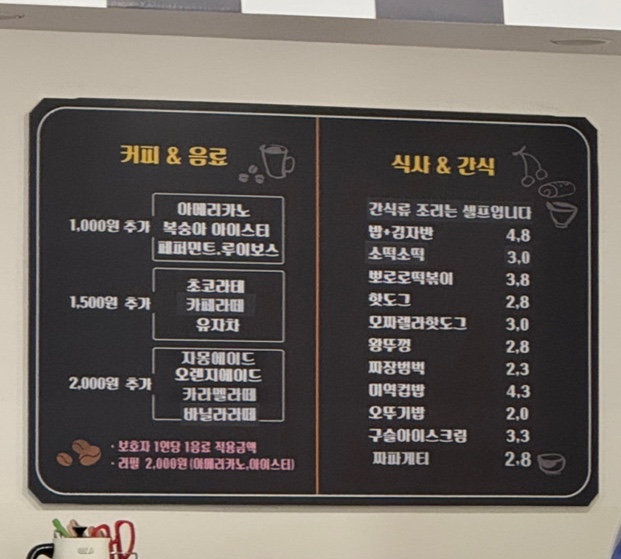 커피 & 음료
1,000원 추가
아메리카노
복숭아 아이스티
페퍼민트.루이보스
1,500원 추가
초코라떼
카페라떼
유자차
2,000원 추가
자몽에이드
오렌지에이드
카라멜라떼
바닐라라떼
· 보호자 1인당 1음료 적용금액
· 리필 2,000원 (아메리카노,아이스티)
식사 & 간식
간식류 조리는 셀프입니다
밥+김자반 4,8
소떡소떡 3,0
뽀로로떡볶이 3,8
핫도그 2,8
모짜렐라핫도그 3,0
왕뚜껑 2,8
짜장범벅 2,3
미역컵밥 4,3
오뚜기밥 2,0
구슬아이스크림 3,3
짜파게티 2,8